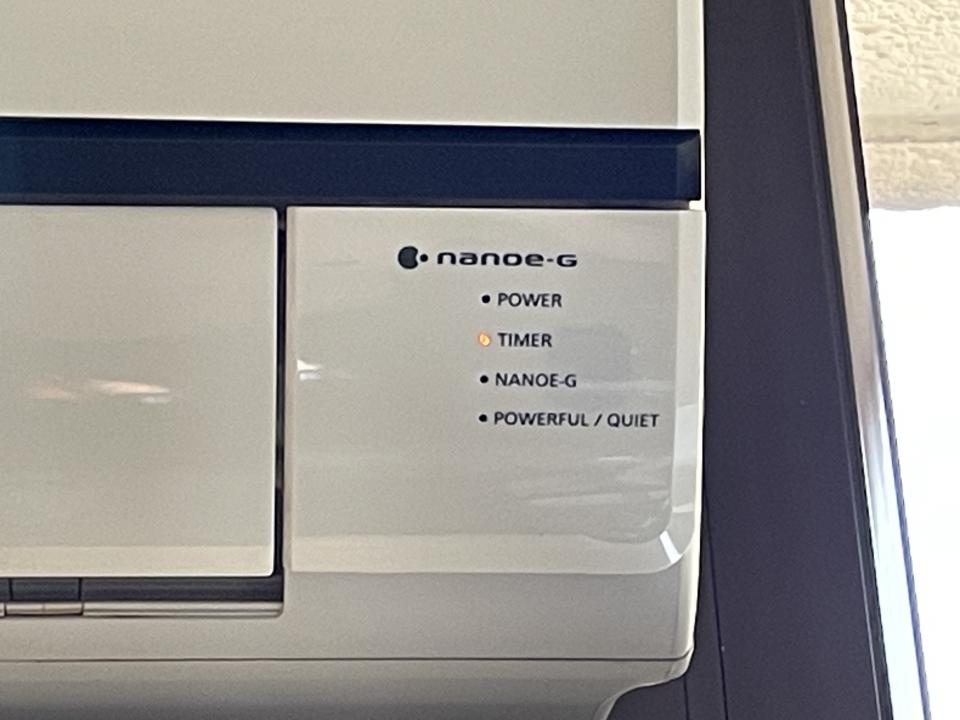 nanoe-G
POWER
TIMER
NANOE-G
POWERFUL / QUIET